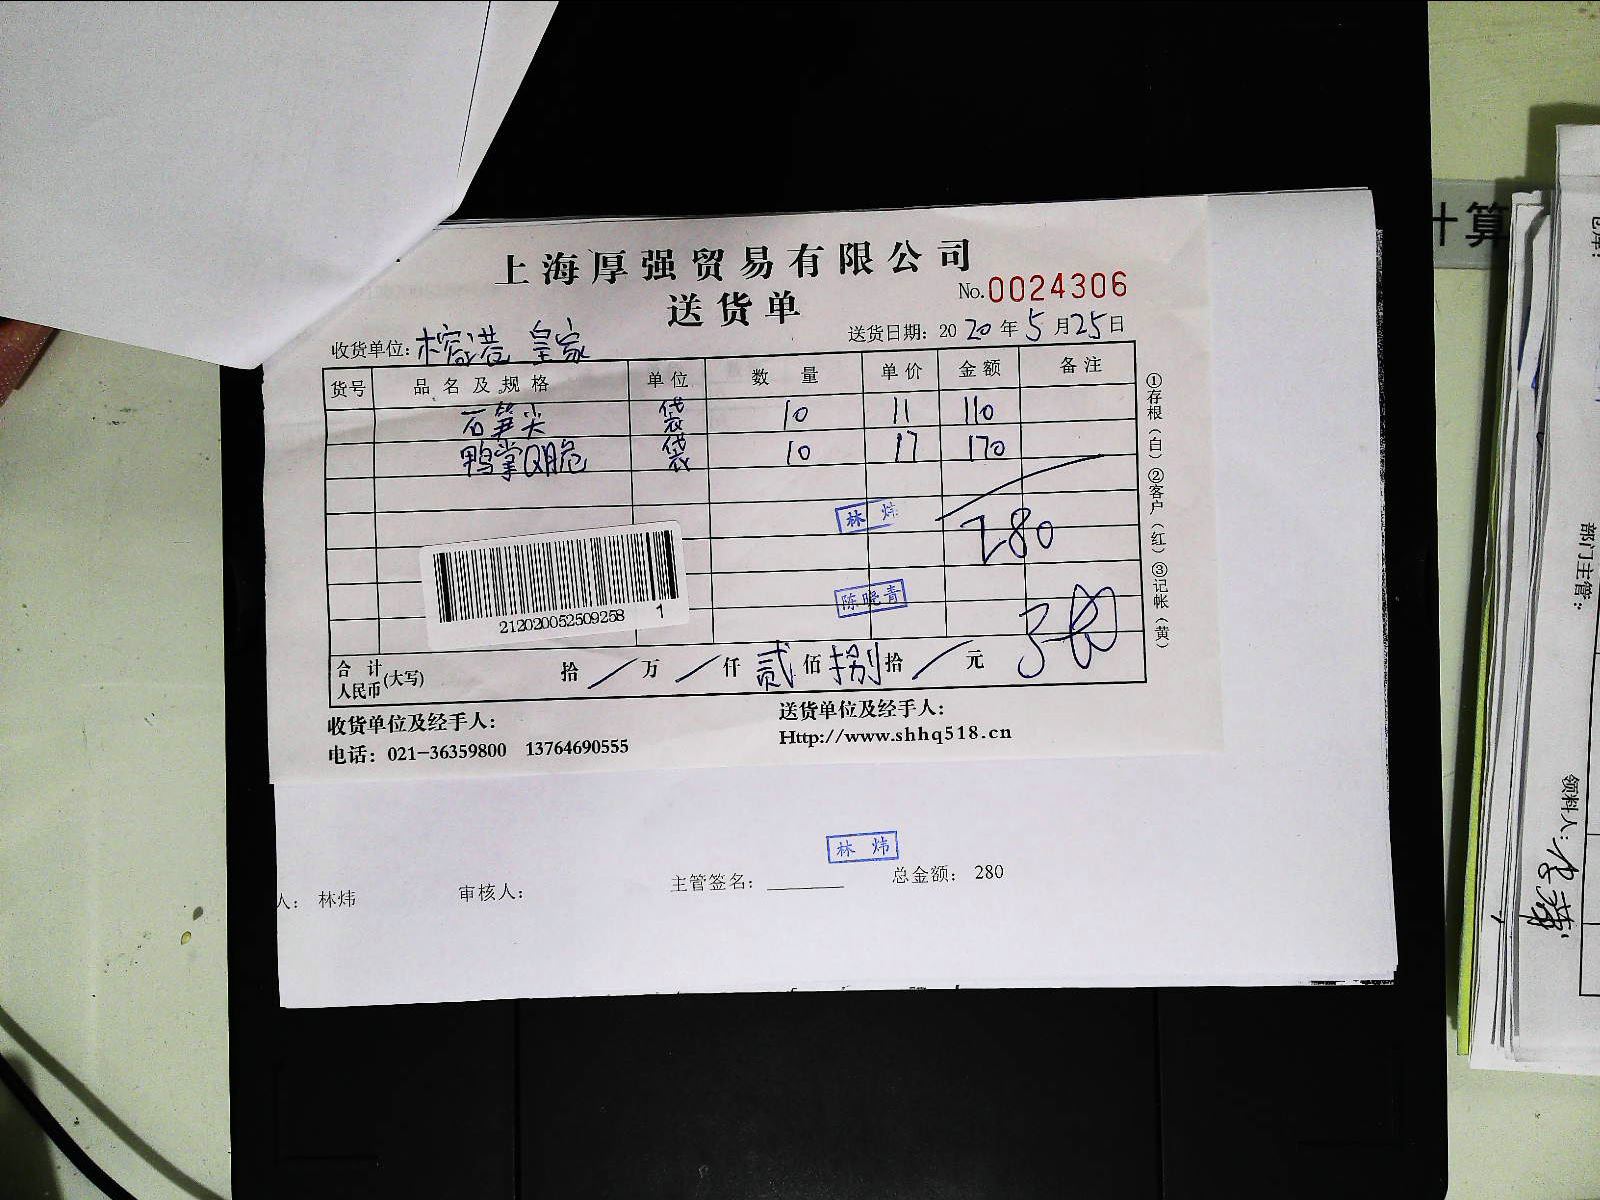 上海厚强贸易有限公司
No.0024306
送货单
收货单位：榕港 皇家
送货日期：2020年5月25日
货号 品名及规格 单位 数量 单价 金额 备注
石笋尖 袋 10 11 110
鸭掌Q脆 袋 10 17 170
林炜
280
陈晓青
212020052509258 1
合计 人民币(大写) 拾／万／仟贰佰捌拾／元
①存根（白）②客户（红）③记帐（黄）
收货单位及经手人：
送货单位及经手人：
电话：021-36359800 13764690555
Http://www.shhq518.cn
林炜
人：林炜 审核人： 主管签名：________ 总金额：280
计算
部门主管：
领料人：